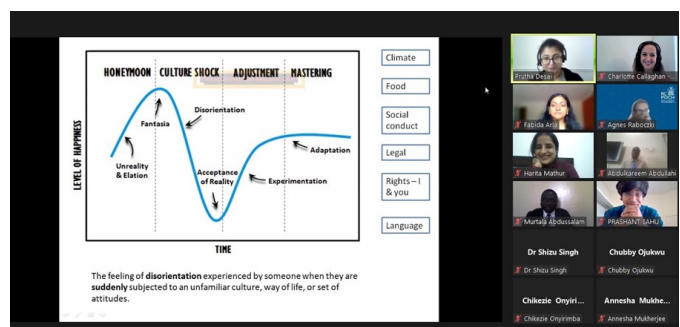 HONEYMOON CULTURE SHOCK ADJUSTMENT MASTERING
Disorientation
Fantasia
Unreality
& Elation
Acceptance
of Reality
Experimentation
Adaptation
LEVEL OF HAPPINESS
TIME
Climate
Food
Social
conduct
Legal
Rights – I
& you
Language
The feeling of disorientation experienced by someone when they are
suddenly subjected to an unfamiliar culture, way of life, or set of
attitudes.
Prutha Desai
Charlotte Callaghan -...
Fabida Aria
Agnes Raboczki
Harita Mathur
Abdulkareem Abdullahi
Murtala Abdussalam
PRASHANT SAHU
Dr Shizu Singh
Dr Shizu Singh
Chubby Ojukwu
Chubby Ojukwu
Chikezie Onyiri...
Chikezie Onyirimba
Annesha Mukhe...
Annesha Mukherjee